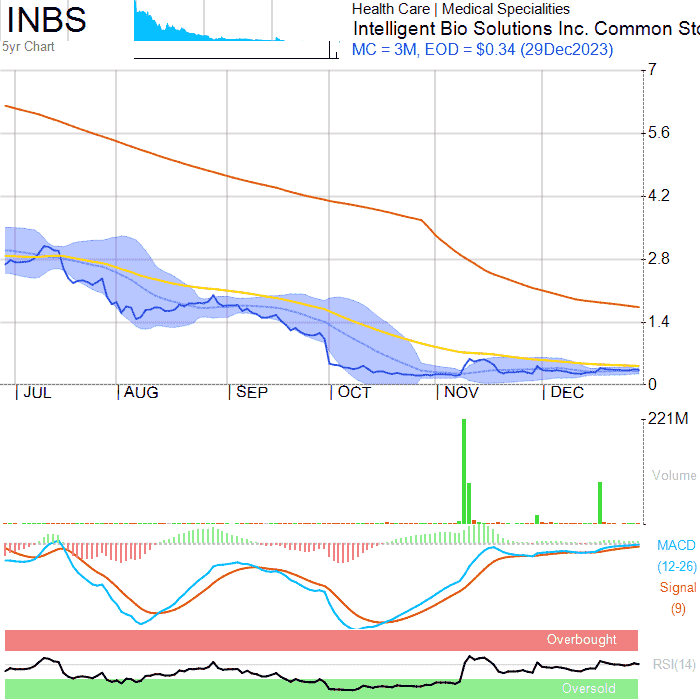 INBS
5yr Chart
Health Care | Medical Specialities
Intelligent Bio Solutions Inc. Common Sto
MC = 3M, EOD = $0.34 (29Dec2023)
7
5.6
4.2
2.8
1.4
0
JUL AUG SEP OCT NOV DEC
221M
Volume
MACD
(12-26)
Signal
(9)
Overbought
RSI(14)
Oversold